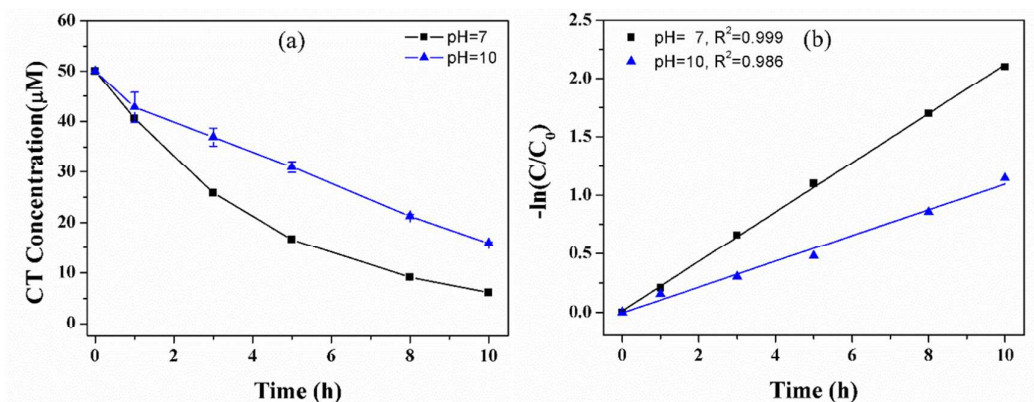 (a)
pH=7
pH=10
60
50
40
30
20
10
0
CT Concentration(μM)
0 2 4 6 8 10
Time (h)
(b)
pH= 7, R²=0.999
pH=10, R²=0.986
2.5
2.0
1.5
1.0
0.5
0.0
-ln(C/C₀)
0 2 4 6 8 10
Time (h)